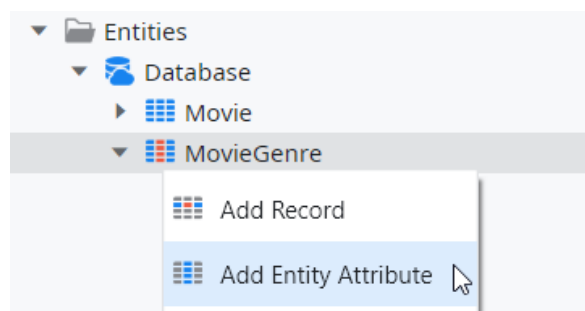 Entities
Database
Movie
MovieGenre
Add Record
Add Entity Attribute